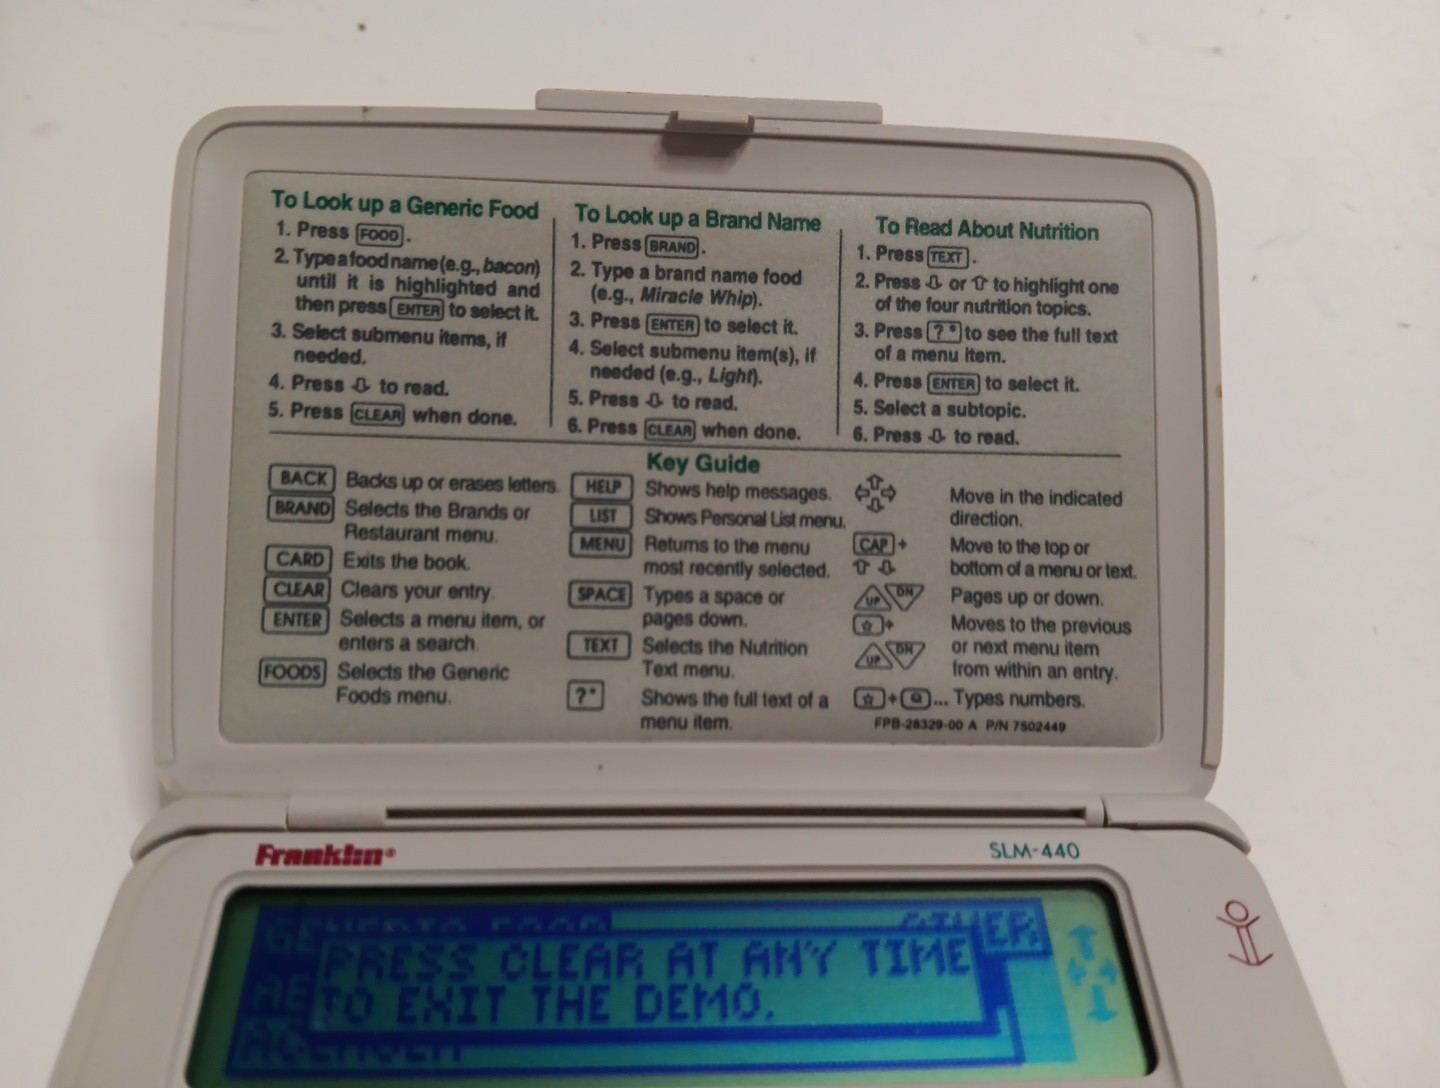 To Look up a Generic Food
1. Press FOOD.
2. Type a food name (e.g., bacon)
until it is highlighted and
then press ENTER to select it.
3. Select submenu items, if
needed.
4. Press ⇩ to read.
5. Press CLEAR when done.
To Look up a Brand Name
1. Press BRAND.
2. Type a brand name food
(e.g., Miracle Whip).
3. Press ENTER to select it.
4. Select submenu item(s), if
needed (e.g., Light).
5. Press ⇩ to read.
6. Press CLEAR when done.
To Read About Nutrition
1. Press TEXT.
2. Press ⇩ or ⇧ to highlight one
of the four nutrition topics.
3. Press ?* to see the full text
of a menu item.
4. Press ENTER to select it.
5. Select a subtopic.
6. Press ⇩ to read.
Key Guide
BACK Backs up or erases letters.
BRAND Selects the Brands or
Restaurant menu.
CARD Exits the book.
CLEAR Clears your entry.
ENTER Selects a menu item, or
enters a search.
FOODS Selects the Generic
Foods menu.
HELP Shows help messages.
LIST Shows Personal List menu.
MENU Returns to the menu
most recently selected.
SPACE Types a space or
pages down.
TEXT Selects the Nutrition
Text menu.
?* Shows the full text of a
menu item.
⇧⇦⇨⇩ Move in the indicated
direction.
CAP + Move to the top or
⇧ ⇩ bottom of a menu or text.
UP DN Pages up or down.
☆ + Moves to the previous
UP DN or next menu item
from within an entry.
☆ + Q ... Types numbers.
FPB-28329-00 A P/N 7502449
Franklin®
SLM-440
PRESS CLEAR AT ANY TIME
TO EXIT THE DEMO.